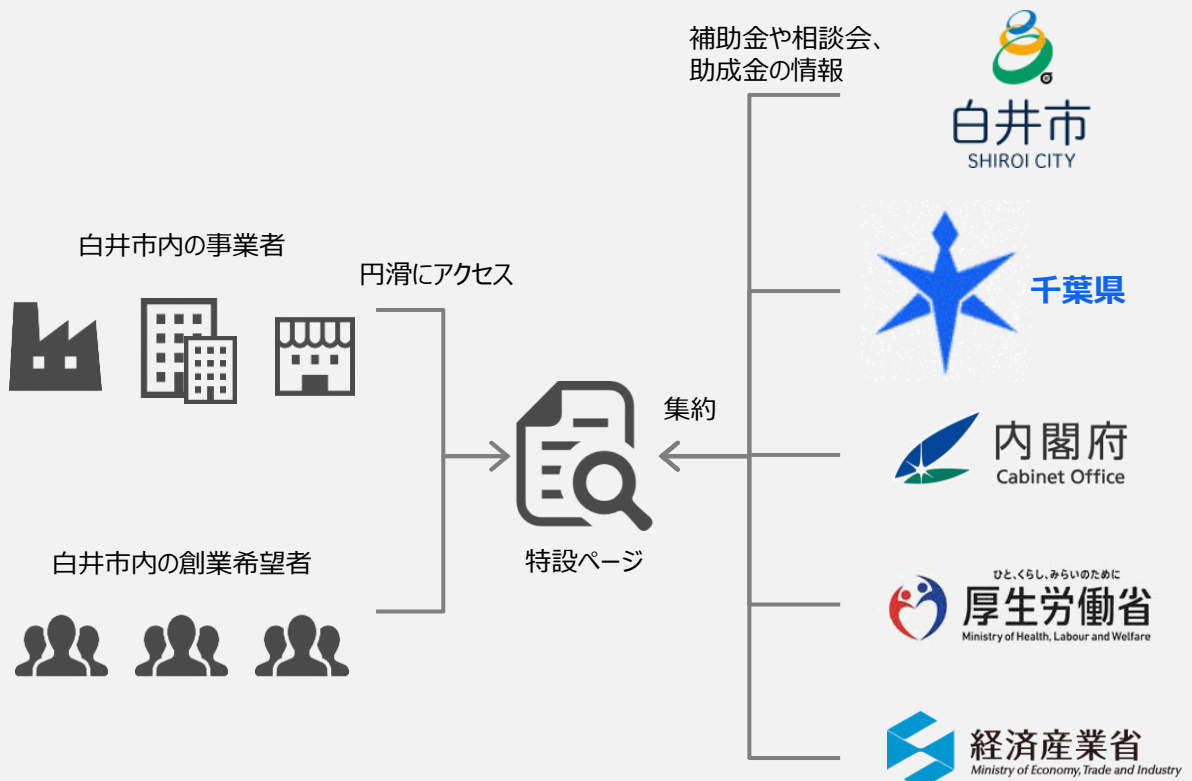 補助金や相談会、
助成金の情報
白井市
SHIROI CITY
白井市内の事業者
円滑にアクセス
千葉県
集約
内閣府
Cabinet Office
特設ページ
白井市内の創業希望者
ひと、くらし、みらいのために
厚生労働省
Ministry of Health, Labour and Welfare
経済産業省
Ministry of Economy, Trade and Industry